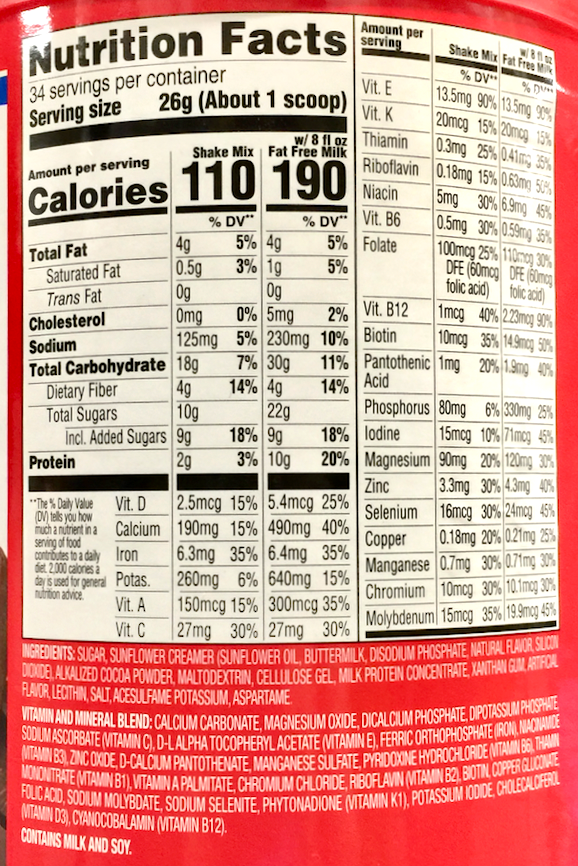 Nutrition Facts
34 servings per container
Serving size 26g (About 1 scoop)
Amount per serving Shake Mix w/ 8 fl oz Fat Free Milk
Calories 110 190
% DV** % DV**
Total Fat 4g 5% 4g 5%
Saturated Fat 0.5g 3% 1g 5%
Trans Fat 0g 0g
Cholesterol 0mg 0% 5mg 2%
Sodium 125mg 5% 230mg 10%
Total Carbohydrate 18g 7% 30g 11%
Dietary Fiber 4g 14% 4g 14%
Total Sugars 10g 22g
Incl. Added Sugars 9g 18% 9g 18%
Protein 2g 3% 10g 20%
Vit. D 2.5mcg 15% 5.4mcg 25%
Calcium 190mg 15% 490mg 40%
Iron 6.3mg 35% 6.4mg 35%
Potas. 260mg 6% 640mg 15%
Vit. A 150mcg 15% 300mcg 35%
Vit. C 27mg 30% 27mg 30%
**The % Daily Value
(DV) tells you how
much a nutrient in a
serving of food
contributes to a daily
diet. 2,000 calories a
day is used for general
nutrition advice.
Amount per serving Shake Mix w/ 8 fl oz Fat Free Milk
% DV** % DV**
Vit. E 13.5mg 90% 13.5mg 90%
Vit. K 20mcg 15% 20mcg 15%
Thiamin 0.3mg 25% 0.41mg 35%
Riboflavin 0.18mg 15% 0.63mg 50%
Niacin 5mg 30% 6.9mg 45%
Vit. B6 0.5mg 30% 0.59mg 35%
Folate 100mcg 25% 110mcg 30%
DFE (60mcg DFE (60mcg
folic acid) folic acid)
Vit. B12 1mcg 40% 2.23mcg 90%
Biotin 10mcg 35% 14.9mcg 50%
Pantothenic 1mg 20% 1.9mg 40%
Acid
Phosphorus 80mg 6% 330mg 25%
Iodine 15mcg 10% 71mcg 45%
Magnesium 90mg 20% 120mg 30%
Zinc 3.3mg 30% 4.3mg 40%
Selenium 16mcg 30% 24mcg 45%
Copper 0.18mg 20% 0.21mg 25%
Manganese 0.7mg 30% 0.71mg 30%
Chromium 10mcg 30% 10.1mcg 30%
Molybdenum 15mcg 35% 19.9mcg 45%
INGREDIENTS: SUGAR, SUNFLOWER CREAMER (SUNFLOWER OIL, BUTTERMILK, DISODIUM PHOSPHATE, NATURAL FLAVOR, SILICON
DIOXIDE), ALKALIZED COCOA POWDER, MALTODEXTRIN, CELLULOSE GEL, MILK PROTEIN CONCENTRATE, XANTHAN GUM, ARTIFICIAL
FLAVOR, LECITHIN, SALT, ACESULFAME POTASSIUM, ASPARTAME.
VITAMIN AND MINERAL BLEND: CALCIUM CARBONATE, MAGNESIUM OXIDE, DICALCIUM PHOSPHATE, DIPOTASSIUM PHOSPHATE,
SODIUM ASCORBATE (VITAMIN C), D-L ALPHA TOCOPHERYL ACETATE (VITAMIN E), FERRIC ORTHOPHOSPHATE (IRON), NIACINAMIDE
(VITAMIN B3), ZINC OXIDE, D-CALCIUM PANTOTHENATE, MANGANESE SULFATE, PYRIDOXINE HYDROCHLORIDE (VITAMIN B6), THIAMIN
MONONITRATE (VITAMIN B1), VITAMIN A PALMITATE, CHROMIUM CHLORIDE, RIBOFLAVIN (VITAMIN B2), BIOTIN, COPPER GLUCONATE,
FOLIC ACID, SODIUM MOLYBDATE, SODIUM SELENITE, PHYTONADIONE (VITAMIN K1), POTASSIUM IODIDE, CHOLECALCIFEROL
(VITAMIN D3), CYANOCOBALAMIN (VITAMIN B12).
CONTAINS MILK AND SOY.